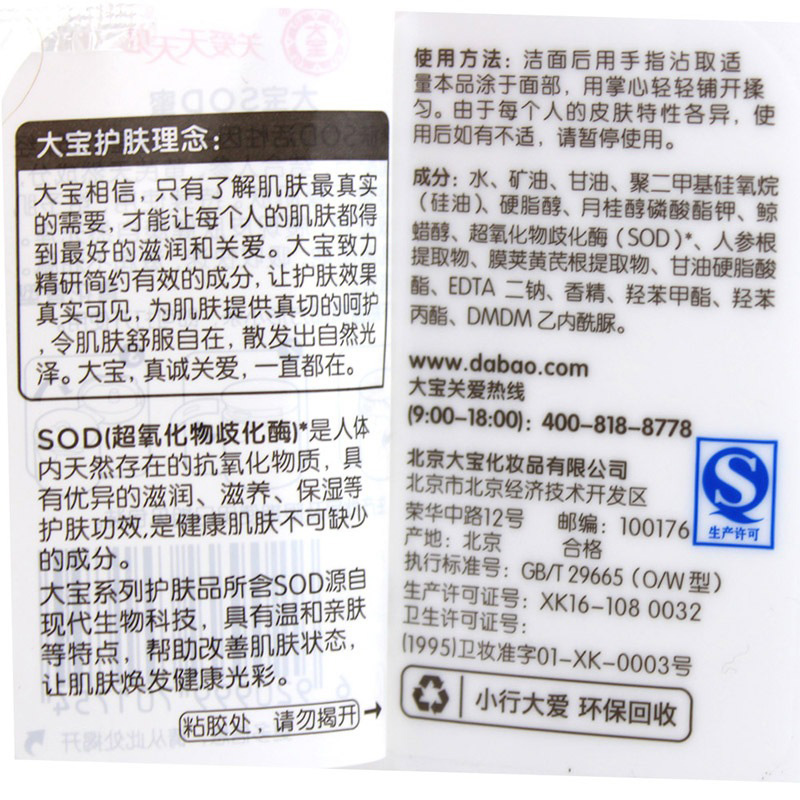 关爱天天见
大宝
大宝SOD蜜
大宝护肤理念：
大宝相信，只有了解肌肤最真实
的需要，才能让每个人的肌肤都得
到最好的滋润和关爱。大宝致力
精研简约有效的成分，让护肤效果
真实可见，为肌肤提供真切的呵护
，令肌肤舒服自在，散发出自然光
泽。大宝，真诚关爱，一直都在。
SOD(超氧化物歧化酶)*是人体
内天然存在的抗氧化物质，具
有优异的滋润、滋养、保湿等
护肤功效,是健康肌肤不可缺少
的成分。
大宝系列护肤品所含SOD源自
现代生物科技，具有温和亲肤
等特点，帮助改善肌肤状态，
让肌肤焕发健康光彩。
6 920999 701754
粘胶处，请勿揭开→
使用方法：洁面后用手指沾取适
量本品涂于面部，用掌心轻轻铺开揉
匀。由于每个人的皮肤特性各异，使
用后如有不适，请暂停使用。
成分：水、矿油、甘油、聚二甲基硅氧烷
（硅油）、硬脂醇、月桂醇磷酸酯钾、鲸
蜡醇、超氧化物歧化酶（SOD）*、人参根
提取物、膜荚黄芪根提取物、甘油硬脂酸
酯、EDTA 二钠、香精、羟苯甲酯、羟苯
丙酯、DMDM 乙内酰脲。
www.dabao.com
大宝关爱热线
(9:00-18:00)：400-818-8778
北京大宝化妆品有限公司
北京市北京经济技术开发区
荣华中路12号 邮编：100176
产地：北京 合格
执行标准号：GB/T 29665（O/W型）
生产许可证号：XK16-108 0032
卫生许可证号：
(1995)卫妆准字01-XK-0003号
生产许可
小行大爱 环保回收